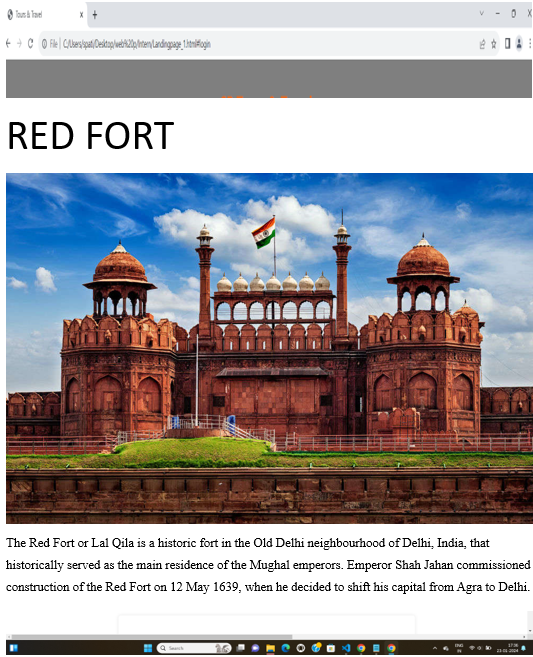 Tours & Travel
File | C:/Users/spati/Desktop/web%20p/Intern/Landingpage_1.html#login
RED FORT
The Red Fort or Lal Qila is a historic fort in the Old Delhi neighbourhood of Delhi, India, that
historically served as the main residence of the Mughal emperors. Emperor Shah Jahan commissioned
construction of the Red Fort on 12 May 1639, when he decided to shift his capital from Agra to Delhi.
Search
ENG
IN
17:36
23-01-2024